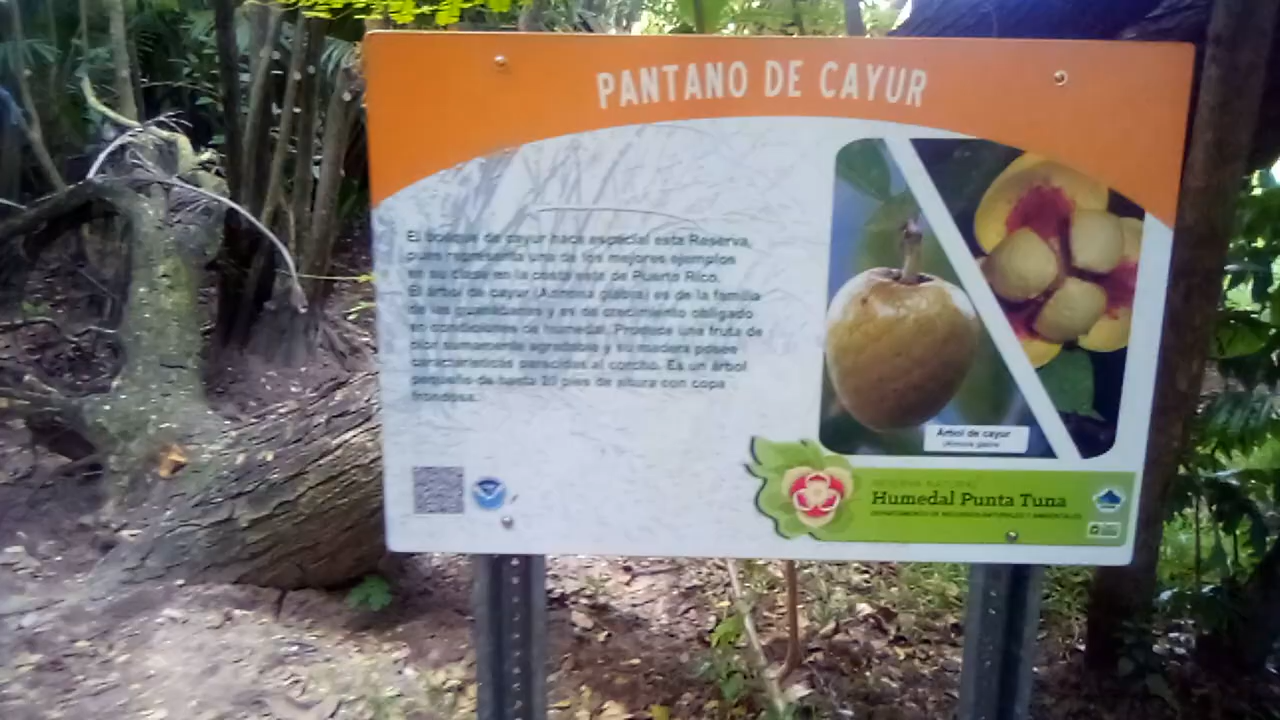 PANTANO DE CAYUR
El bosque de cayur hace especial esta Reserva,
pues representa uno de los mejores ejemplos
en su clase en la costa este de Puerto Rico.
El árbol de cayur (Annona glabra) es de la familia
de las guanábanas y es de crecimiento obligado
en condiciones de humedal. Produce una fruta de
olor sumamente agradable y su madera posee
características parecidas al corcho. Es un árbol
pequeño de hasta 20 pies de altura con copa
frondosa.
Árbol de cayur
(Annona glabra
RESERVA NATURAL
Humedal Punta Tuna
DEPARTAMENTO DE RECURSOS NATURALES Y AMBIENTALES